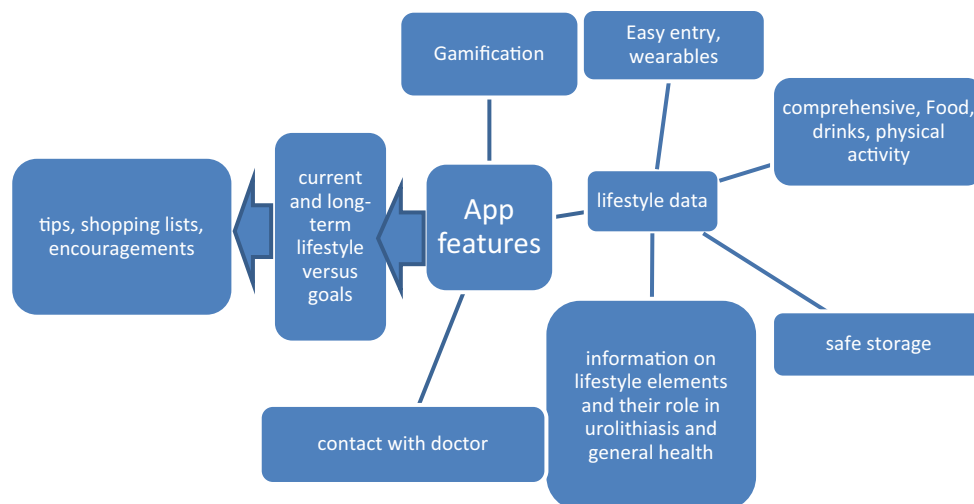 Gamification
Easy entry,
wearables
comprehensive, Food,
drinks, physical
activity
tips, shopping lists,
encouragements
current
and long-
term
lifestyle
versus
goals
App
features
lifestyle data
safe storage
information on
lifestyle elements
and their role in
urolithiasis and
general health
contact with doctor